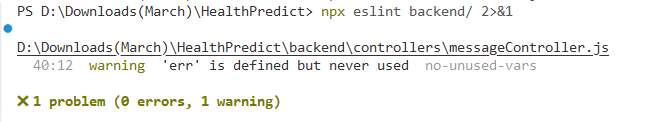 PS D:\Downloads(March)\HealthPredict> npx eslint backend/ 2>&1
D:\Downloads(March)\HealthPredict\backend\controllers\messageController.js
40:12 warning 'err' is defined but never used no-unused-vars
✖ 1 problem (0 errors, 1 warning)